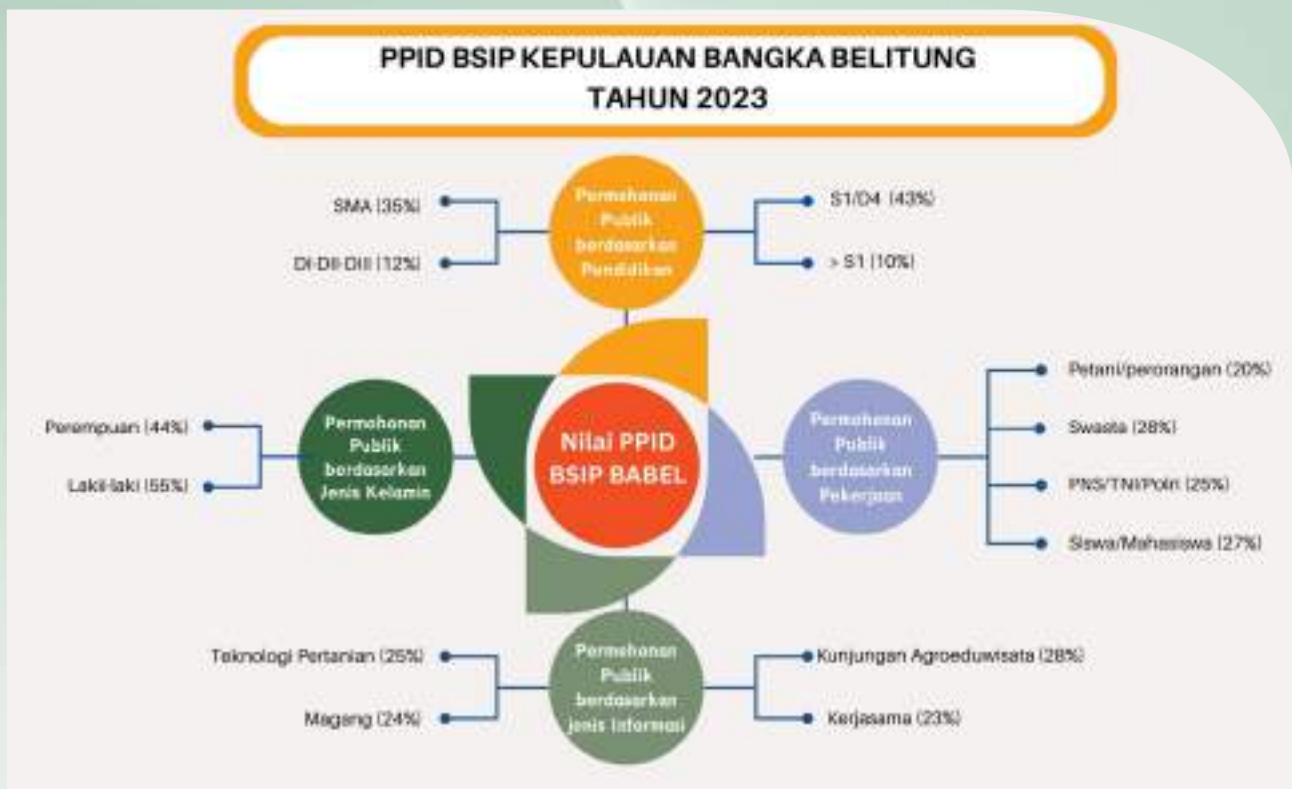 PPID BSIP KEPULAUAN BANGKA BELITUNG
TAHUN 2023
Permohonan
Publik
berdasarkan
Pendidikan
SMA (35%)
DI-DII-DIII (12%)
S1/D4 (43%)
> S1 (10%)
Permohonan
Publik
berdasarkan
Jenis Kelamin
Perempuan (44%)
Lakil-laki (55%)
Nilai PPID
BSIP BABEL
Permohonan
Publik
berdasarkan
Pekerjaan
Petani/perorangan (20%)
Swasta (28%)
PNS/TNI/Polri (25%)
Siswa/Mahasiswa (27%)
Permohonan
Publik
berdasarkan
jenis Informasi
Teknologi Pertanian (25%)
Magang (24%)
Kunjungan Agroeduwisata (28%)
Kerjasama (23%)